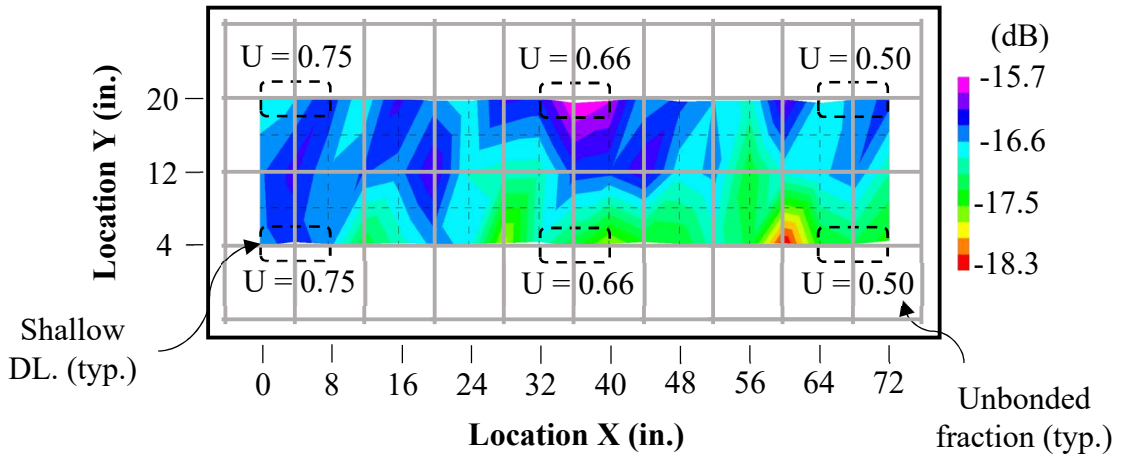 (dB)
U = 0.75
U = 0.66
U = 0.50
-15.7
20
-16.6
12
-17.5
4
-18.3
Location Y (in.)
U = 0.75
U = 0.66
U = 0.50
Shallow
DL. (typ.)
0
8
16
24
32
40
48
56
64
72
Unbonded
fraction (typ.)
Location X (in.)